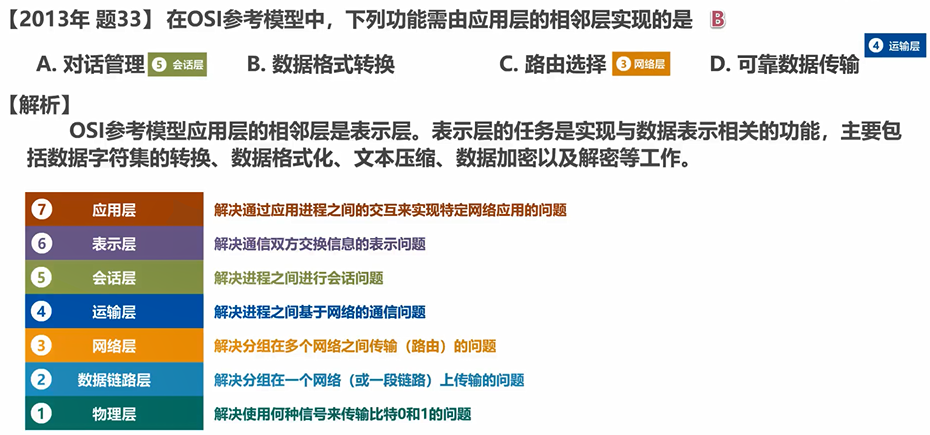 【2013年 题33】 在OSI参考模型中，下列功能需由应用层的相邻层实现的是 B
A. 对话管理 5 会话层 B. 数据格式转换 C. 路由选择 3 网络层 D. 可靠数据传输 4 运输层
【解析】
OSI参考模型应用层的相邻层是表示层。表示层的任务是实现与数据表示相关的功能，主要包
括数据字符集的转换、数据格式化、文本压缩、数据加密以及解密等工作。
7 应用层 解决通过应用进程之间的交互来实现特定网络应用的问题
6 表示层 解决通信双方交换信息的表示问题
5 会话层 解决进程之间进行会话问题
4 运输层 解决进程之间基于网络的通信问题
3 网络层 解决分组在多个网络之间传输（路由）的问题
2 数据链路层 解决分组在一个网络（或一段链路）上传输的问题
1 物理层 解决使用何种信号来传输比特0和1的问题